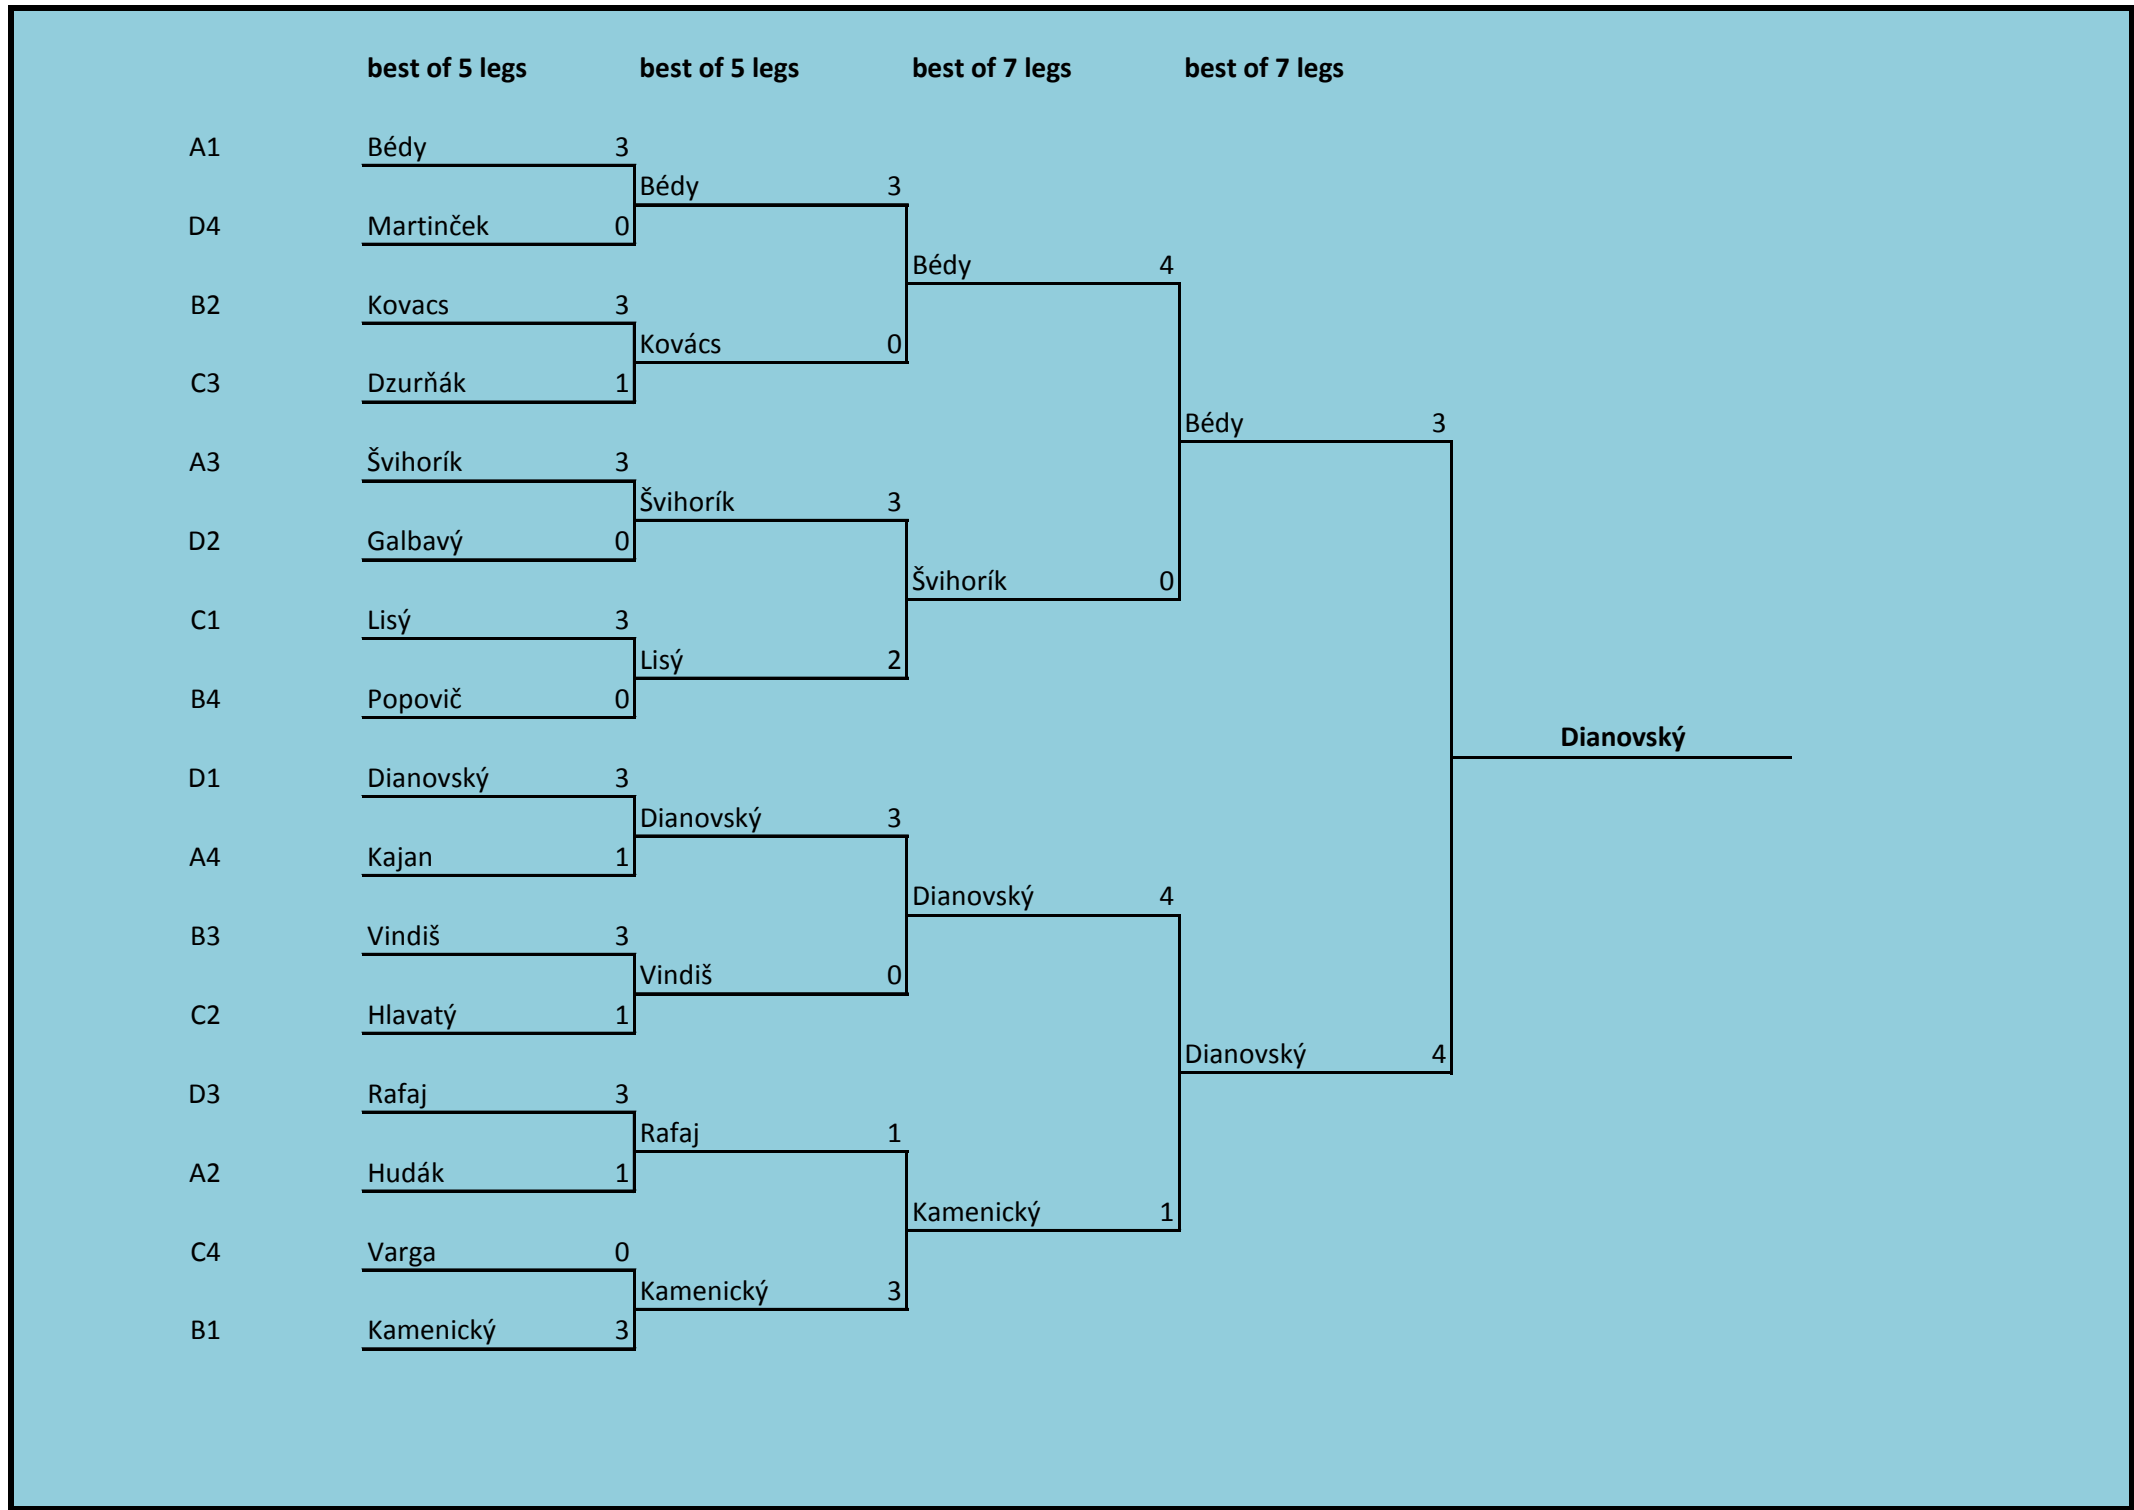 best of 5 legs best of 5 legs best of 7 legs best of 7 legs
A1 Bédy 3
Bédy 3
D4 Martinček 0
Bédy 4
B2 Kovacs 3
Kovács 0
C3 Dzurňák 1
Bédy 3
A3 Švihorík 3
Švihorík 3
D2 Galbavý 0
Švihorík 0
C1 Lisý 3
Lisý 2
B4 Popovič 0
Dianovský
D1 Dianovský 3
Dianovský 3
A4 Kajan 1
Dianovský 4
B3 Vindiš 3
Vindiš 0
C2 Hlavatý 1
Dianovský 4
D3 Rafaj 3
Rafaj 1
A2 Hudák 1
Kamenický 1
C4 Varga 0
Kamenický 3
B1 Kamenický 3